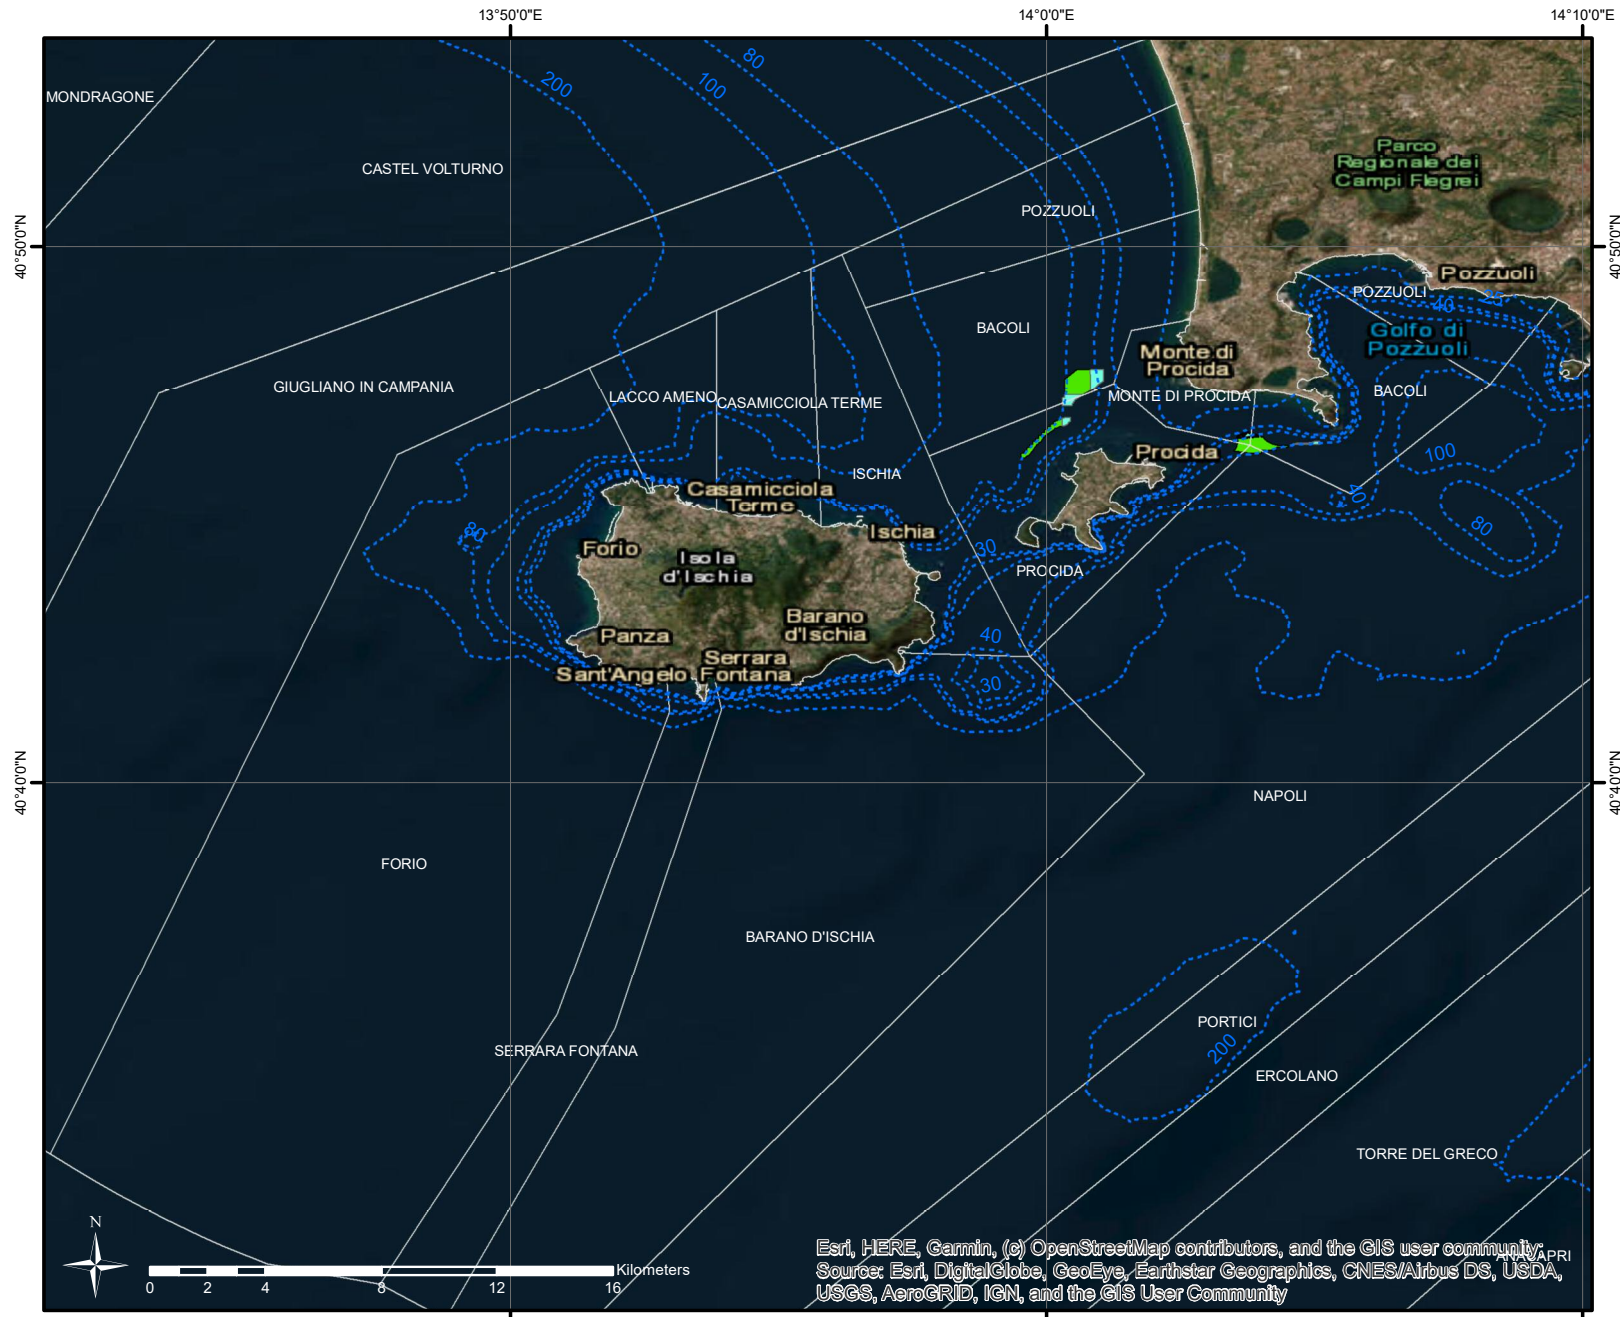 13°50'0"E
14°0'0"E
14°10'0"E
80
200
100
MONDRAGONE
CASTEL VOLTURNO
Parco
Regionale dei
Campi Flegrei
POZZUOLI
40°50'0"N
40°50'0"N
Pozzuoli
POZZUOLI
40
Golfo di
Pozzuoli
BACOLI
Monte di
Procida
GIUGLIANO IN CAMPANIA
LACCO AMENO
CASAMICCIOLA TERME
MONTE DI PROCIDA
BACOLI
Procida
100
ISCHIA
Casamicciola
Terme
40
80
Ischia
80
Forio
Isola
d'Ischia
30
PROCIDA
Barano
d'Ischia
Panza
40
Serrara
Fontana
Sant'Angelo
30
40°40'0"N
40°40'0"N
NAPOLI
FORIO
BARANO D'ISCHIA
PORTICI
200
SERRARA FONTANA
ERCOLANO
TORRE DEL GRECO
ANACAPRI
N
0 2 4 8 12 16
Kilometers
Esri, HERE, Garmin, (c) OpenStreetMap contributors, and the GIS user community;
Source: Esri, DigitalGlobe, GeoEye, Earthstar Geographics, CNES/Airbus DS, USDA,
USGS, AeroGRID, IGN, and the GIS User Community